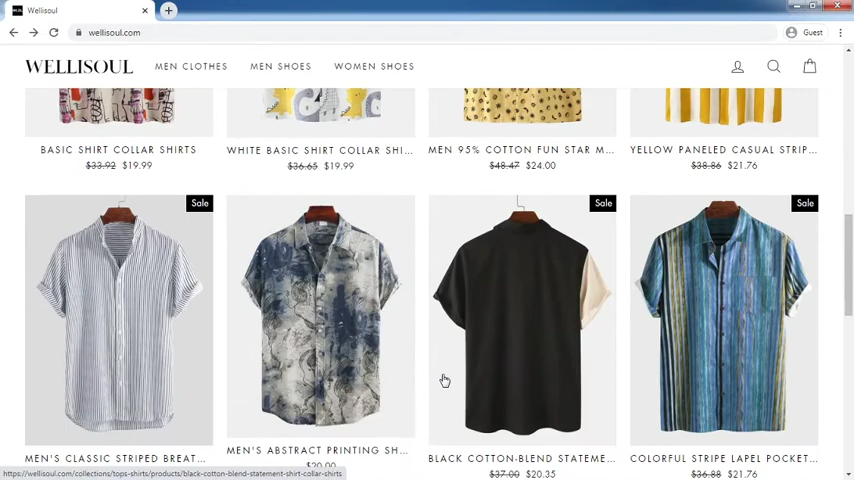 Wellisoul
wellisoul.com
Guest
WELLISOUL MEN CLOTHES MEN SHOES WOMEN SHOES
BASIC SHIRT COLLAR SHIRTS
$33.92 $19.99
WHITE BASIC SHIRT COLLAR SHI...
$36.65 $19.99
MEN 95% COTTON FUN STAR M...
$48.47 $24.00
YELLOW PANELED CASUAL STRIP...
$38.86 $21.76
Sale
Sale
Sale
MEN'S CLASSIC STRIPED BREAT...
MEN'S ABSTRACT PRINTING SH...
$20.00
BLACK COTTON-BLEND STATEME...
$37.00 $20.35
COLORFUL STRIPE LAPEL POCKET...
$36.88 $21.76
https://wellisoul.com/collections/tops-shirts/products/black-cotton-blend-statement-shirt-collar-shirts